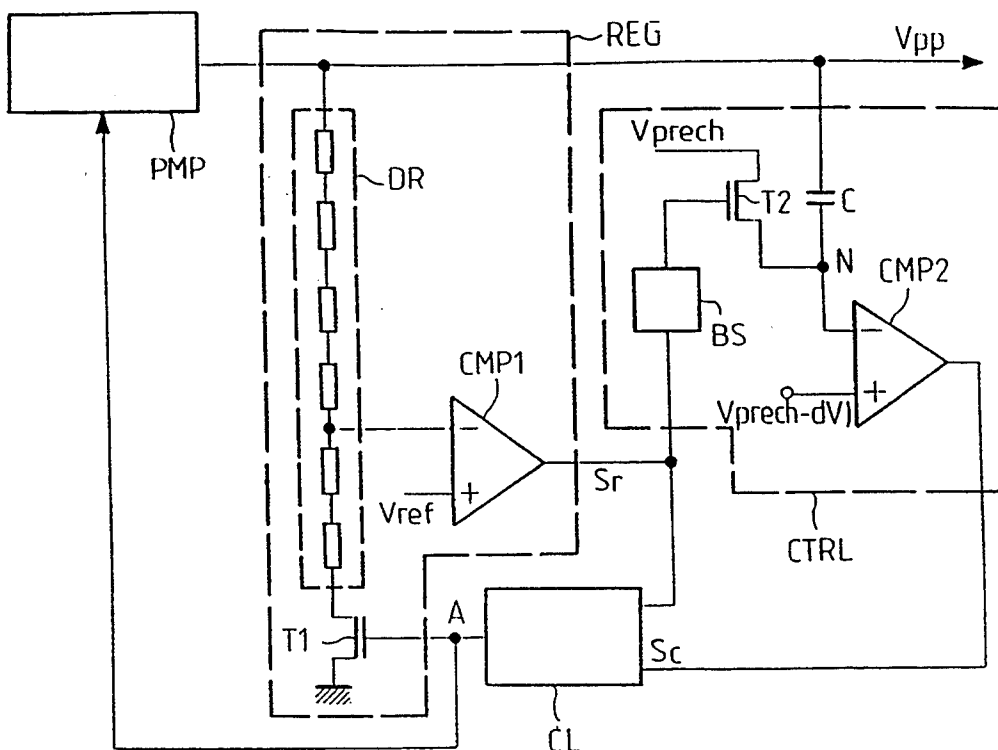 REG
Vpp
PMP
DR
Vprech
T2
C
N
CMP2
BS
CMP1
-
-
+
Vprech-dV)
Sr
Vref
+
CTRL
T1
A
Sc
CL